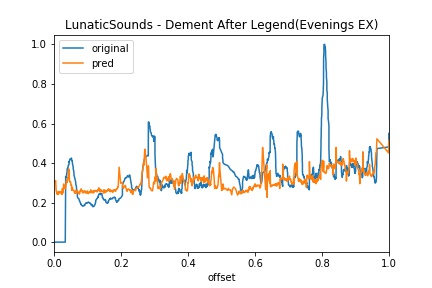 LunaticSounds - Dement After Legend(Evenings EX)
original
pred
1.0
0.8
0.6
0.4
0.2
0.0
0.0 0.2 0.4 0.6 0.8 1.0
offset